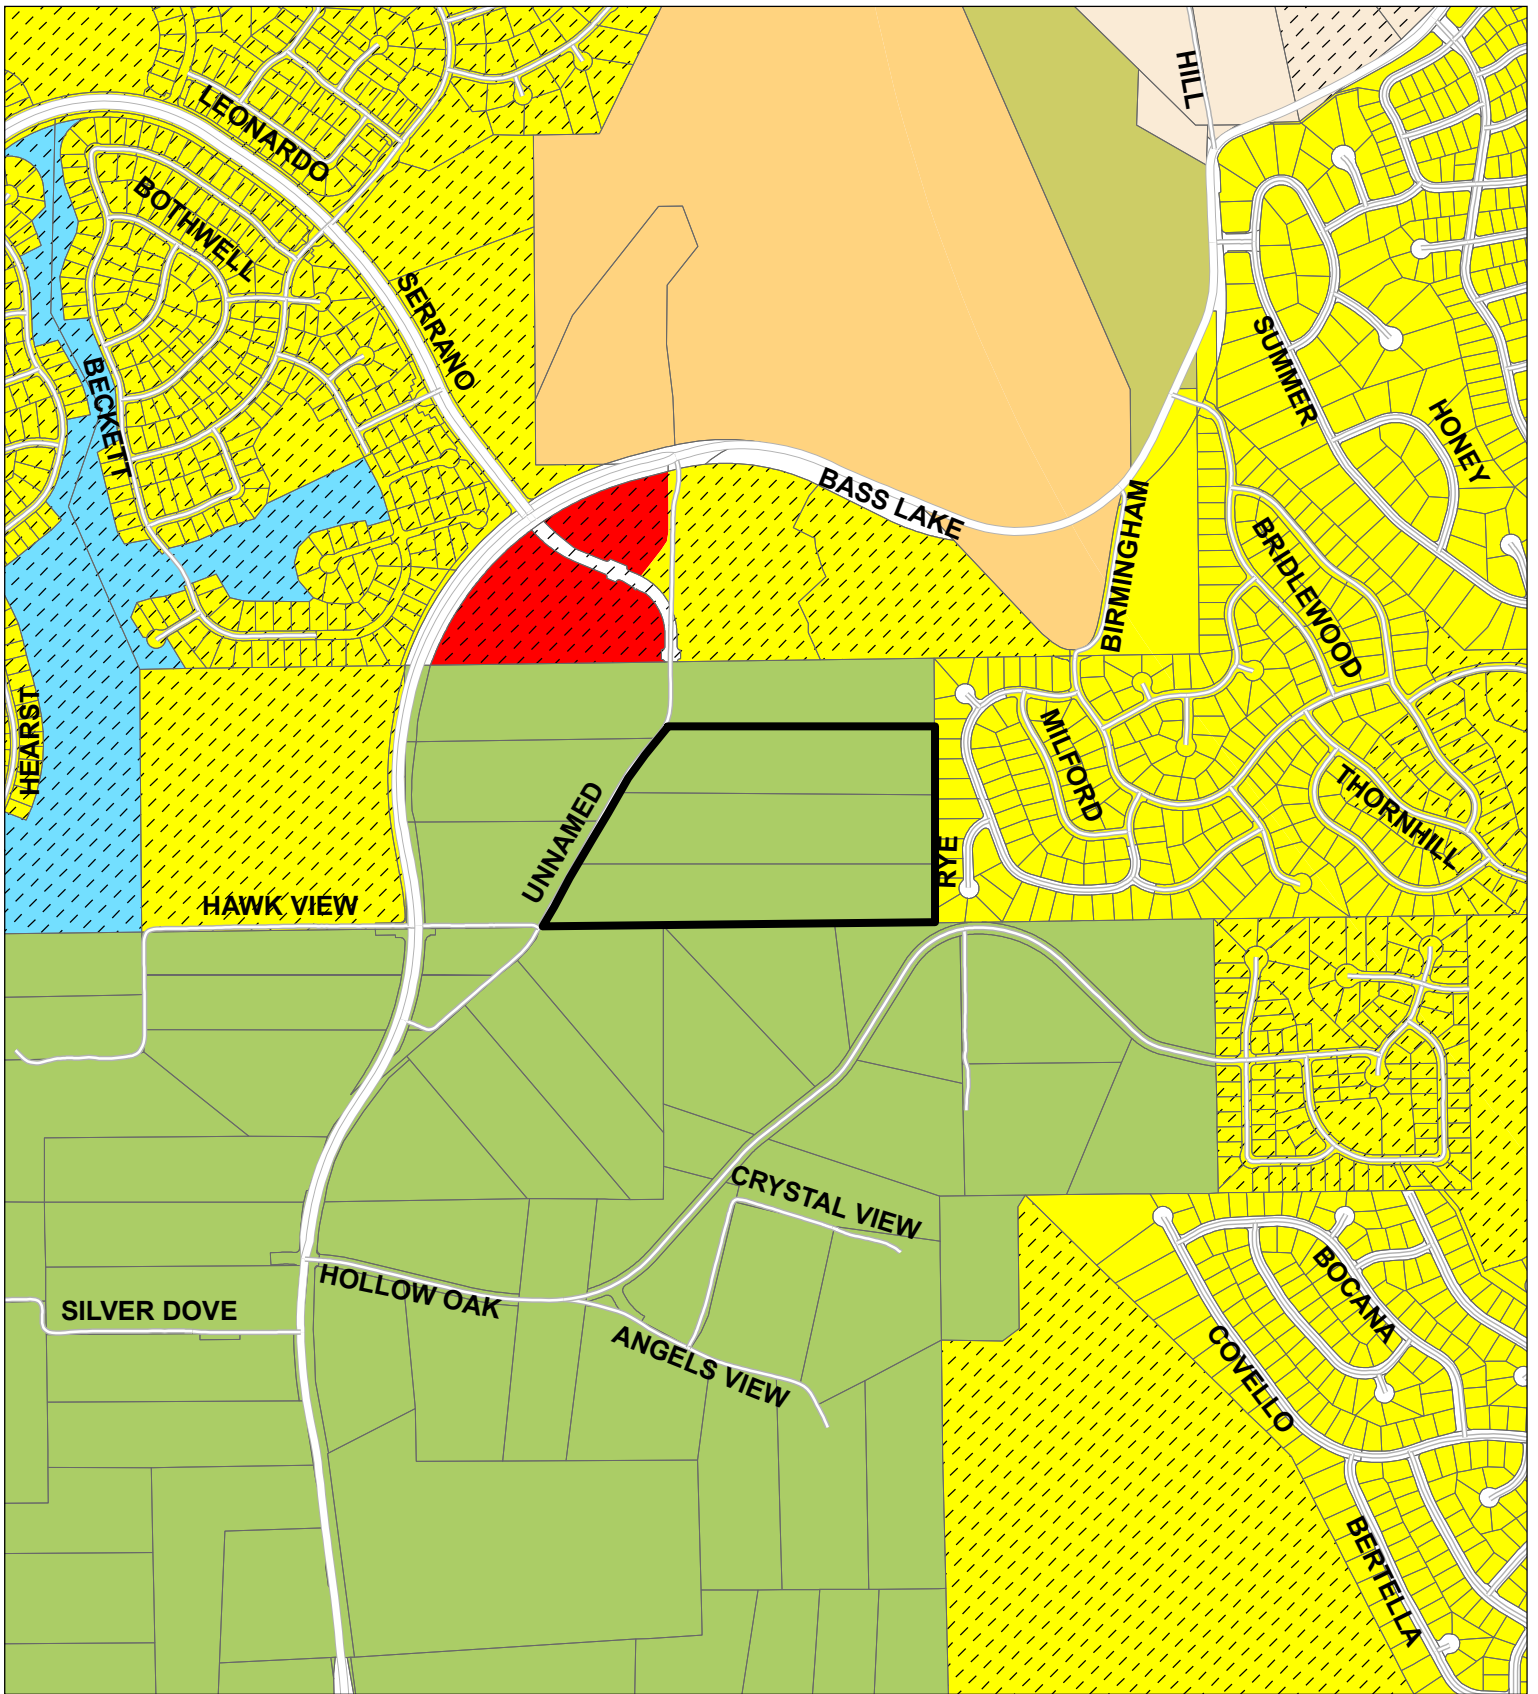 HILL
LEONARDO
BOTHWELL
SERRANO
BECKETT
SUMMER
HONEY
BASS LAKE
BIRMINGHAM
BRIDLEWOOD
HEARST
MILFORD
THORNHILL
UNNAMED
RYE
HAWK VIEW
CRYSTAL VIEW
HOLLOW OAK
SILVER DOVE
ANGELS VIEW
BOCANA
COVELLO
BERTELLA